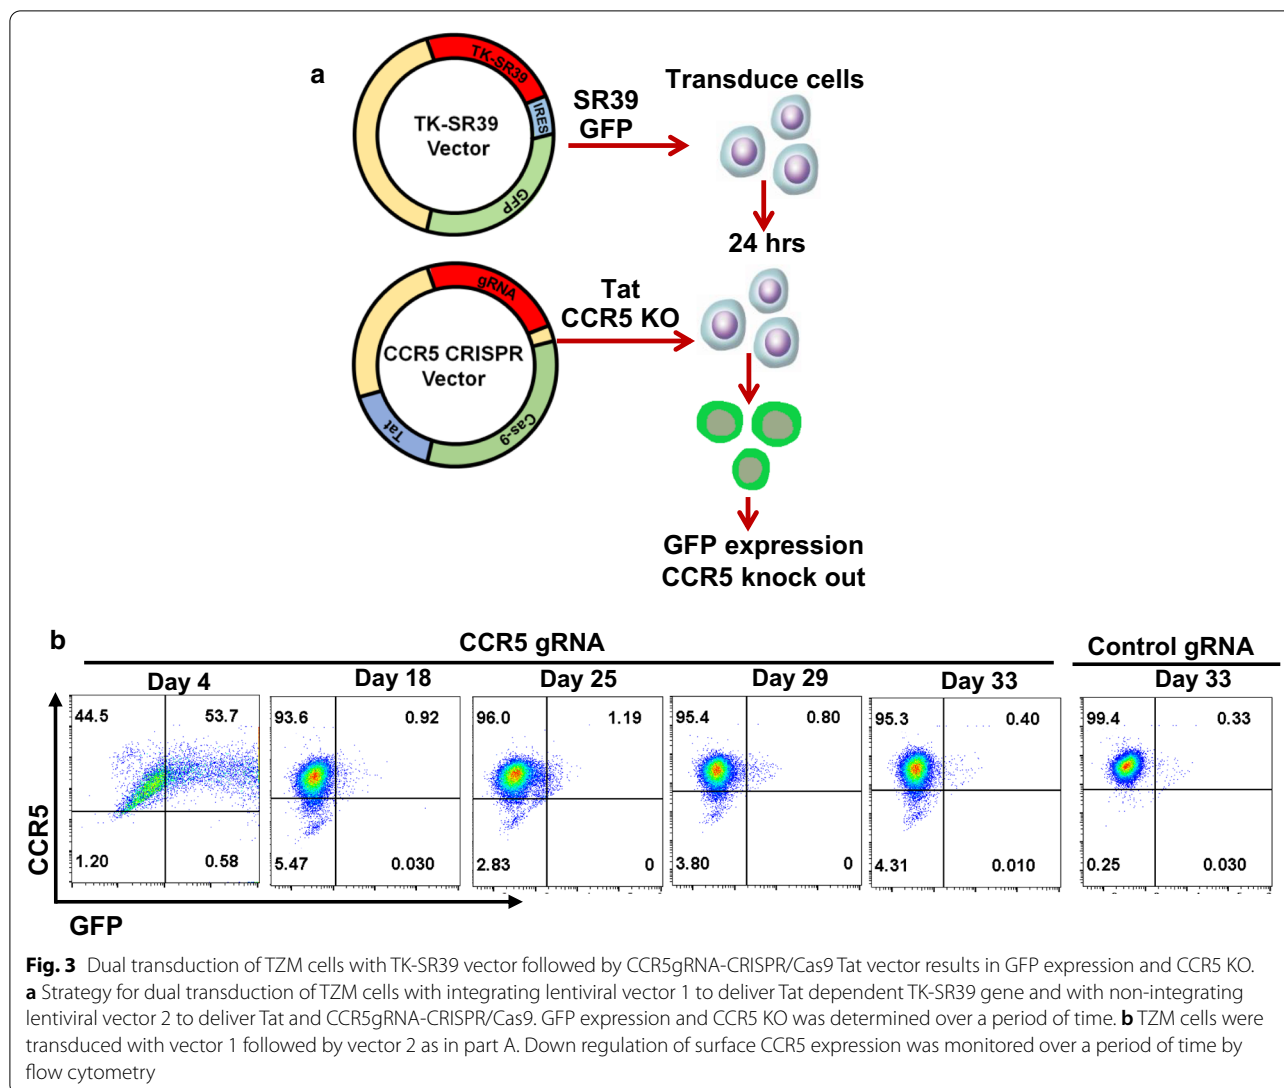 a
TK-SR39
IRES
GFP
TK-SR39
Vector
SR39
GFP
Transduce cells
24 hrs
gRNA
Cas-9
Tat
CCR5 CRISPR
Vector
Tat
CCR5 KO
GFP expression
CCR5 knock out
b
CCR5 gRNA
Control gRNA
Day 4
Day 18
Day 25
Day 29
Day 33
Day 33
44.5 53.7
93.6 0.92
96.0 1.19
95.4 0.80
95.3 0.40
99.4 0.33
1.20 0.58
5.47 0.030
2.83 0
3.80 0
4.31 0.010
0.25 0.030
CCR5
GFP
Fig. 3 Dual transduction of TZM cells with TK-SR39 vector followed by CCR5gRNA-CRISPR/Cas9 Tat vector results in GFP expression and CCR5 KO.
a Strategy for dual transduction of TZM cells with integrating lentiviral vector 1 to deliver Tat dependent TK-SR39 gene and with non-integrating
lentiviral vector 2 to deliver Tat and CCR5gRNA-CRISPR/Cas9. GFP expression and CCR5 KO was determined over a period of time. b TZM cells were
transduced with vector 1 followed by vector 2 as in part A. Down regulation of surface CCR5 expression was monitored over a period of time by
flow cytometry